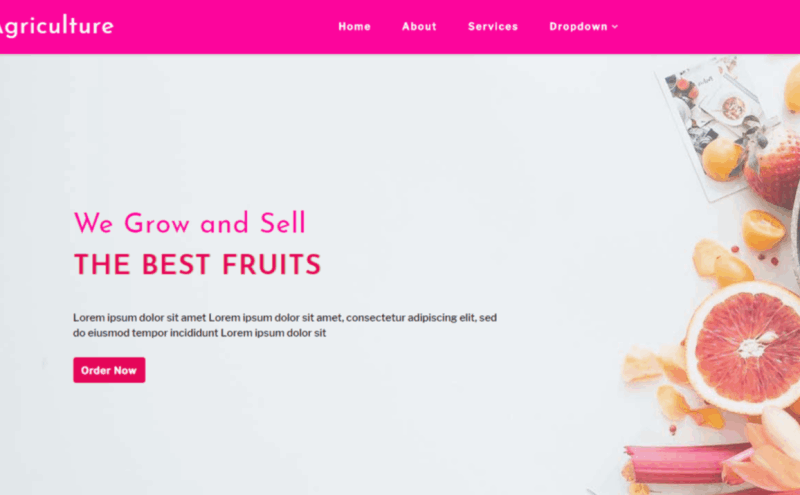 Agriculture
Home About Services Dropdown
We Grow and Sell
THE BEST FRUITS
Lorem ipsum dolor sit amet Lorem ipsum dolor sit amet, consectetur adipiscing elit, sed
do eiusmod tempor incididunt Lorem ipsum dolor sit
Order Now